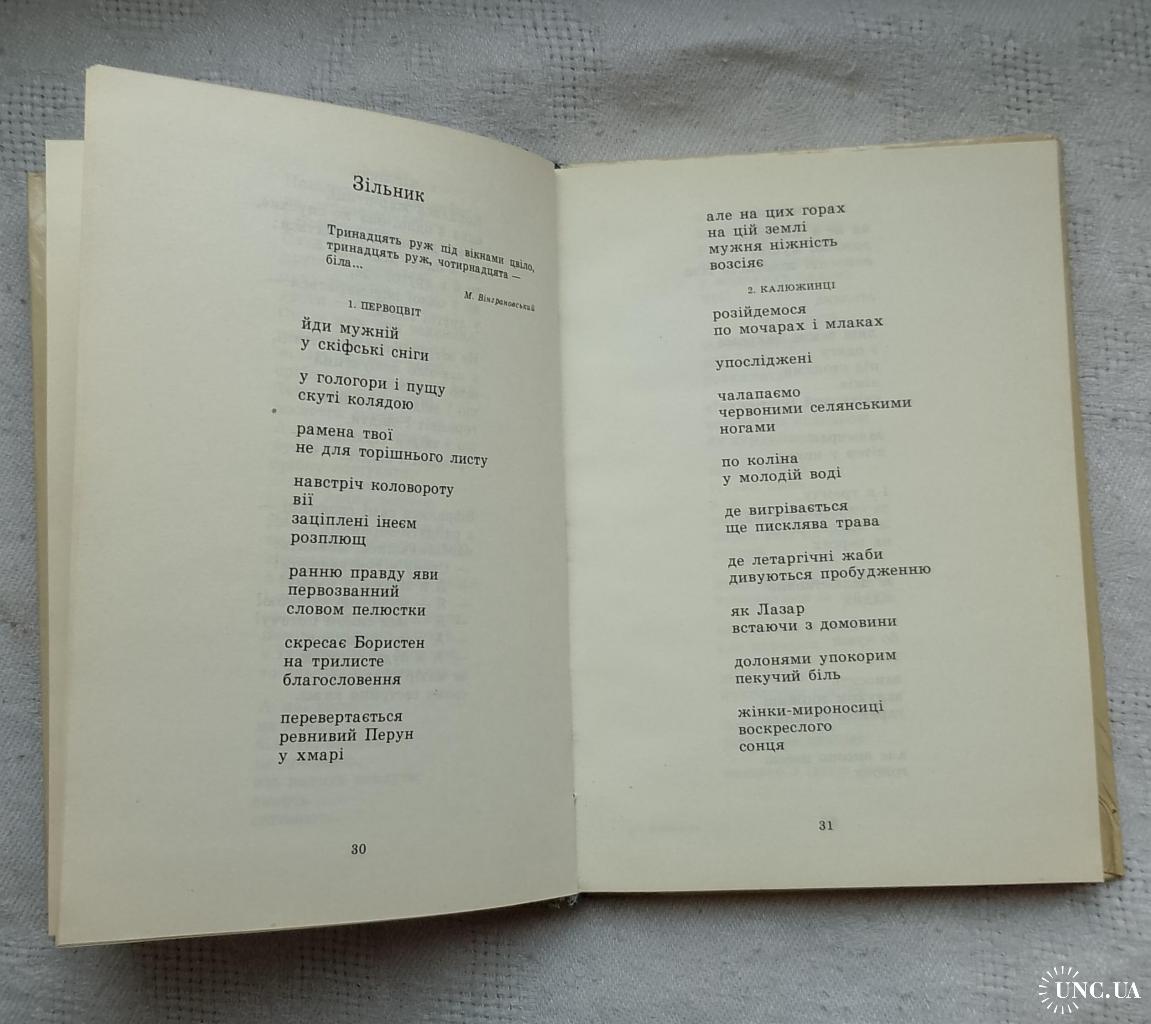 Зільник
Тринадцять руж під вікнами цвіло,
тринадцять руж, чотирнадцята —
біла...
М. Вінграновський
1. ПЕРВОЦВІТ
йди мужній
у скіфські сніги
у гологори і пущу
скуті колядою
рамена твої
не для торішнього листу
навстріч коловороту
вії
заціплені інеєм
розплющ
ранню правду яви
первозванний
словом пелюстки
скресає Бористен
на трилисте
благословення
перевертається
ревнивий Перун
у хмарі
30
але на цих горах
на цій землі
мужня ніжність
возсіяє
2. КАЛЮЖИНЦІ
розійдемося
по мочарах і млаках
упосліджені
чалапаємо
червоними селянськими
ногами
по коліна
у молодій воді
де вигрівається
ще писклява трава
де летаргічні жаби
дивуються пробудженню
як Лазар
встаючи з домовини
долонями упокорим
пекучий біль
жінки-мироносиці
воскреслого
сонця
31
UNC.UA